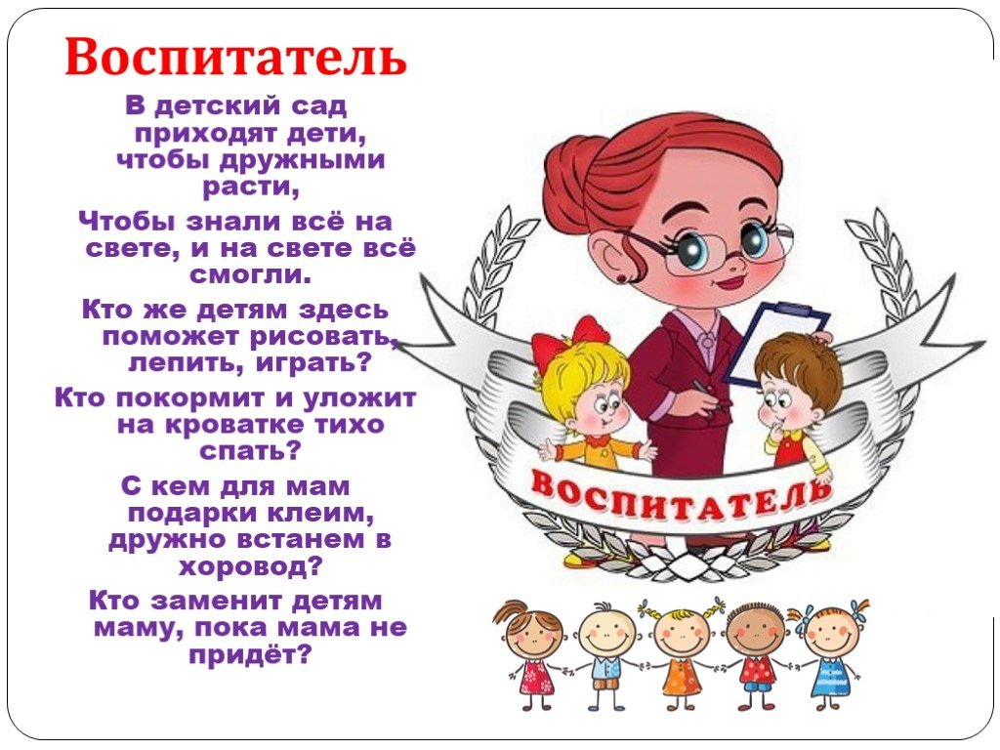 Воспитатель
В детский сад
приходят дети,
чтобы дружными
расти,
Чтобы знали всё на
свете, и на свете всё
смогли.
Кто же детям здесь
поможет рисовать,
лепить, играть?
Кто покормит и уложит
на кроватке тихо
спать?
С кем для мам
подарки клеим,
дружно встанем в
хоровод?
Кто заменит детям
маму, пока мама не
придёт?
ВОСПИТАТЕЛЬ